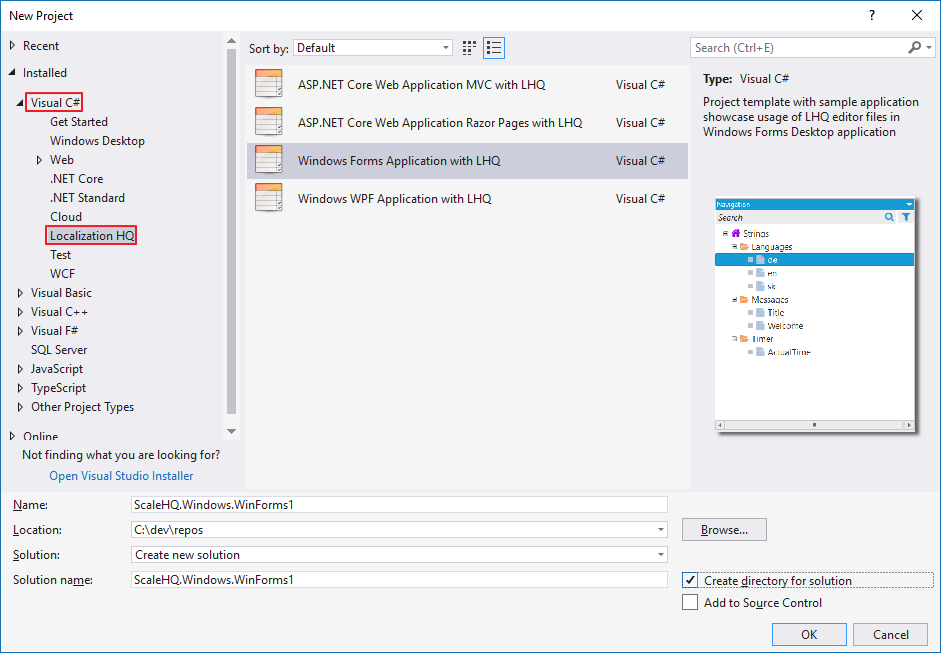 New Project
?
Recent
Installed
Visual C#
Get Started
Windows Desktop
Web
.NET Core
.NET Standard
Cloud
Localization HQ
Test
WCF
Visual Basic
Visual C++
Visual F#
SQL Server
JavaScript
TypeScript
Other Project Types
Online
Not finding what you are looking for?
Open Visual Studio Installer
Sort by: Default
ASP.NET Core Web Application MVC with LHQ Visual C#
ASP.NET Core Web Application Razor Pages with LHQ Visual C#
Windows Forms Application with LHQ Visual C#
Windows WPF Application with LHQ Visual C#
Search (Ctrl+E)
Type: Visual C#
Project template with sample application
showcase usage of LHQ editor files in
Windows Forms Desktop application
Navigation
Search
Strings
Languages
de
en
sk
Messages
Title
Welcome
Timer
ActualTime
Name: ScaleHQ.Windows.WinForms1
Location: C:\dev\repos
Browse...
Solution: Create new solution
Solution name: ScaleHQ.Windows.WinForms1
Create directory for solution
Add to Source Control
OK
Cancel